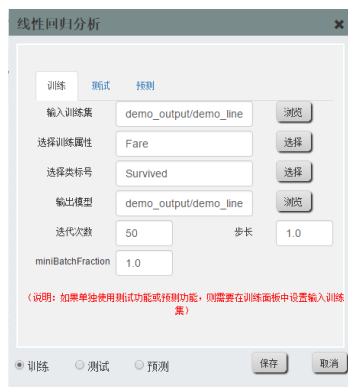 线性回归分析 ×
训练 测试 预测
输入训练集 demo_output/demo_line 浏览
选择训练属性 Fare 选择
选择类标号 Survived 选择
输出模型 demo_output/demo_line 浏览
迭代次数 50 步长 1.0
miniBatchFraction 1.0
(说明：如果单独使用测试功能或预测功能，则需要在训练面板中设置输入训练
集)
训练 测试 预测 保存 取消